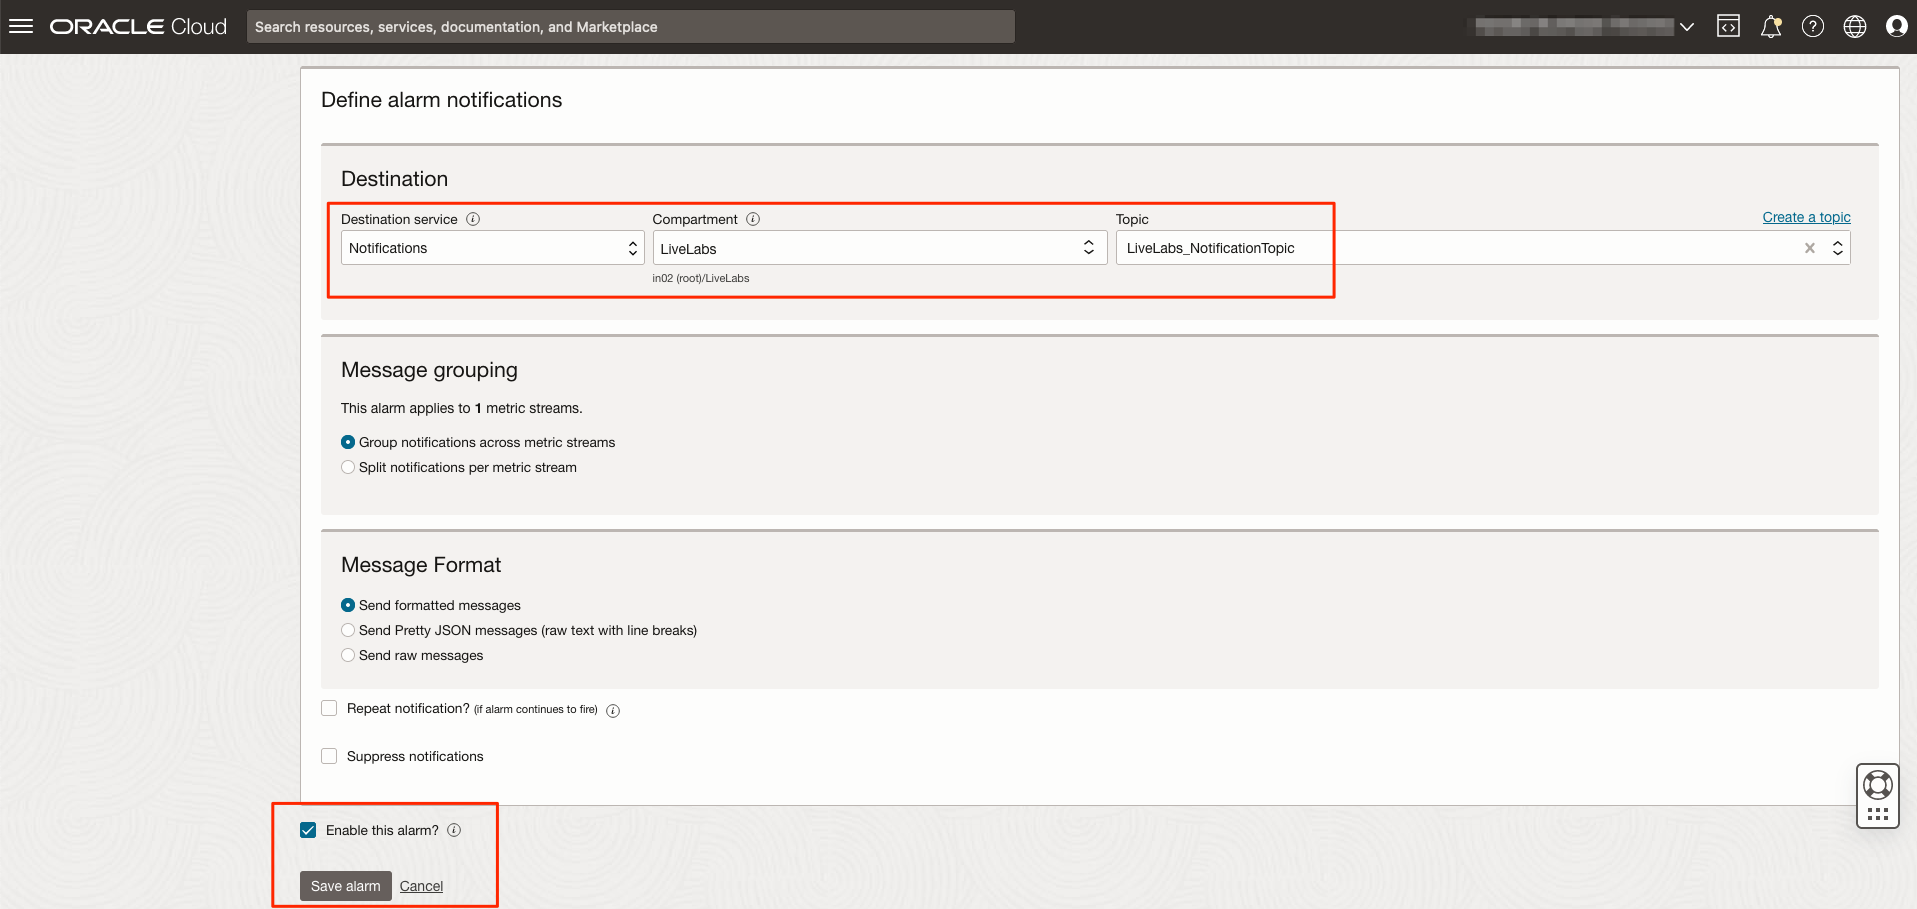 ORACLE Cloud
Search resources, services, documentation, and Marketplace
Define alarm notifications
Destination
Destination service
Compartment
Topic
Create a topic
Notifications
LiveLabs
LiveLabs_NotificationTopic
in02 (root)/LiveLabs
Message grouping
This alarm applies to 1 metric streams.
Group notifications across metric streams
Split notifications per metric stream
Message Format
Send formatted messages
Send Pretty JSON messages (raw text with line breaks)
Send raw messages
Repeat notification? (if alarm continues to fire)
Suppress notifications
Enable this alarm?
Save alarm Cancel